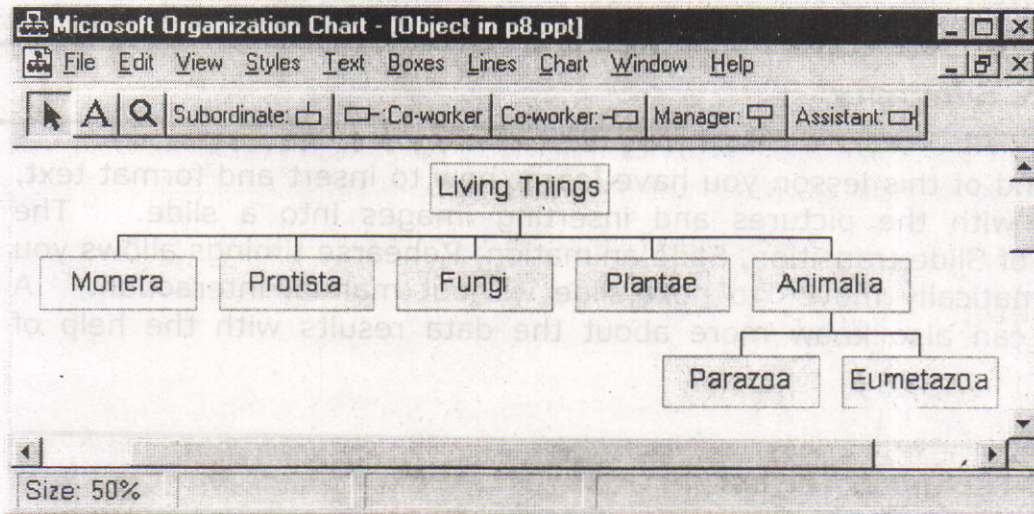 Microsoft Organization Chart - [Object in p8.ppt]
File Edit View Styles Text Boxes Lines Chart Window Help
A Subordinate: :Co-worker Co-worker: Manager: Assistant:
Living Things
Monera Protista Fungi Plantae Animalia
Parazoa Eumetazoa
Size: 50%